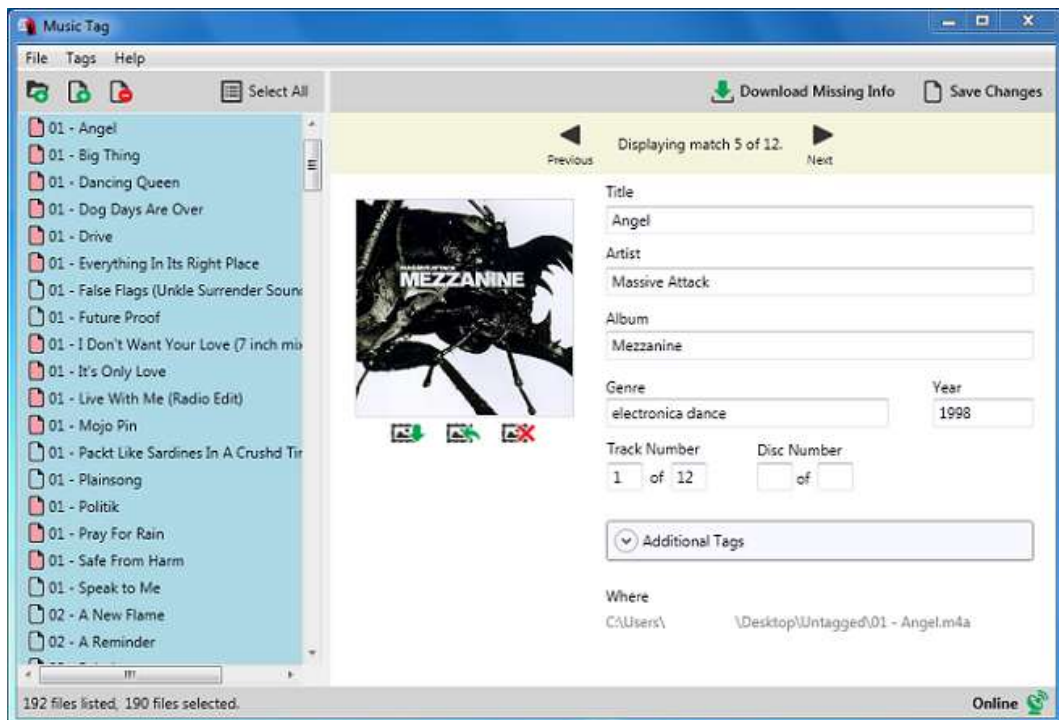 Music Tag
File Tags Help
Select All
Download Missing Info
Save Changes
01 - Angel
01 - Big Thing
01 - Dancing Queen
01 - Dog Days Are Over
01 - Drive
01 - Everything In Its Right Place
01 - False Flags (Unkle Surrender Soun
01 - Future Proof
01 - I Don't Want Your Love (7 inch mix
01 - It's Only Love
01 - Live With Me (Radio Edit)
01 - Mojo Pin
01 - Packt Like Sardines In A Crushd Tin
01 - Plainsong
01 - Politik
01 - Pray For Rain
01 - Safe From Harm
01 - Speak to Me
02 - A New Flame
02 - A Reminder
192 files listed, 190 files selected.
Previous
Displaying match 5 of 12.
Next
MASSIVE ATTACK
MEZZANINE
Title
Angel
Artist
Massive Attack
Album
Mezzanine
Genre Year
electronica dance 1998
Track Number Disc Number
1 of 12 of
Additional Tags
Where
C:\Users\ \Desktop\Untagged\01 - Angel.m4a
Online